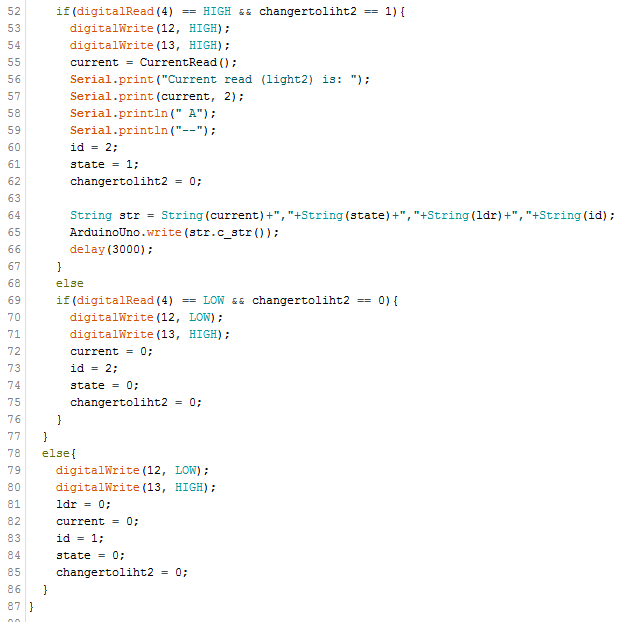 52 if(digitalRead(4) == HIGH && changertoliht2 == 1){
53 digitalWrite(12, HIGH);
54 digitalWrite(13, HIGH);
55 current = CurrentRead();
56 Serial.print("Current read (light2) is: ");
57 Serial.print(current, 2);
58 Serial.println(" A");
59 Serial.println("--");
60 id = 2;
61 state = 1;
62 changertoliht2 = 0;
63
64 String str = String(current)+","+String(state)+","+String(ldr)+","+String(id);
65 ArduinoUno.write(str.c_str());
66 delay(3000);
67 }
68 else
69 if(digitalRead(4) == LOW && changertoliht2 == 0){
70 digitalWrite(12, LOW);
71 digitalWrite(13, HIGH);
72 current = 0;
73 id = 2;
74 state = 0;
75 changertoliht2 = 0;
76 }
77 }
78 else{
79 digitalWrite(12, LOW);
80 digitalWrite(13, HIGH);
81 ldr = 0;
82 current = 0;
83 id = 1;
84 state = 0;
85 changertoliht2 = 0;
86 }
87 }